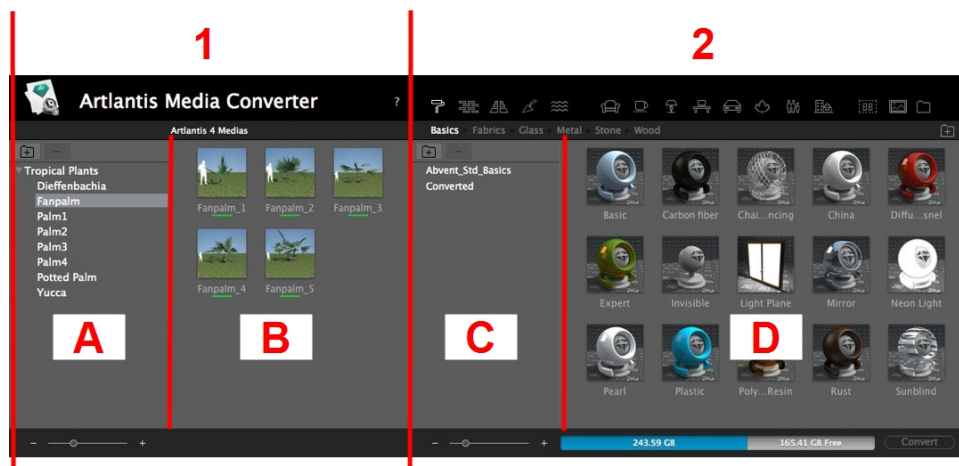 1
2
Artlantis Media Converter
?
Artlantis 4 Medias
Basics Fabrics Glass Metal Stone Wood
Tropical Plants
Dieffenbachia
Fanpalm
Palm1
Palm2
Palm3
Palm4
Potted Palm
Yucca
A
Fanpalm_1 Fanpalm_2 Fanpalm_3
Fanpalm_4 Fanpalm_5
B
Abvent_Std_Basics
Converted
C
Basic Carbon fiber Chai...ncing China Diffu...snel
Expert Invisible Light Plane Mirror Neon Light
D
Pearl Plastic Poly...Resin Rust Sunblind
- +
- +
243.59 GB 165.41 GB Free Convert